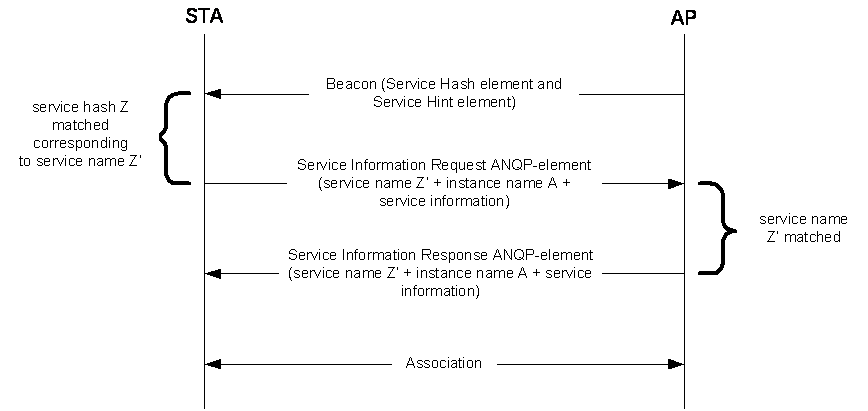 STA
AP
Beacon (Service Hash element and
Service Hint element)
service hash Z
matched
corresponding
to service name Z'
Service Information Request ANQP-element
(service name Z' + instance name A +
service information)
service name
Z' matched
Service Information Response ANQP-element
(service name Z' + instance name A + service
information)
Association